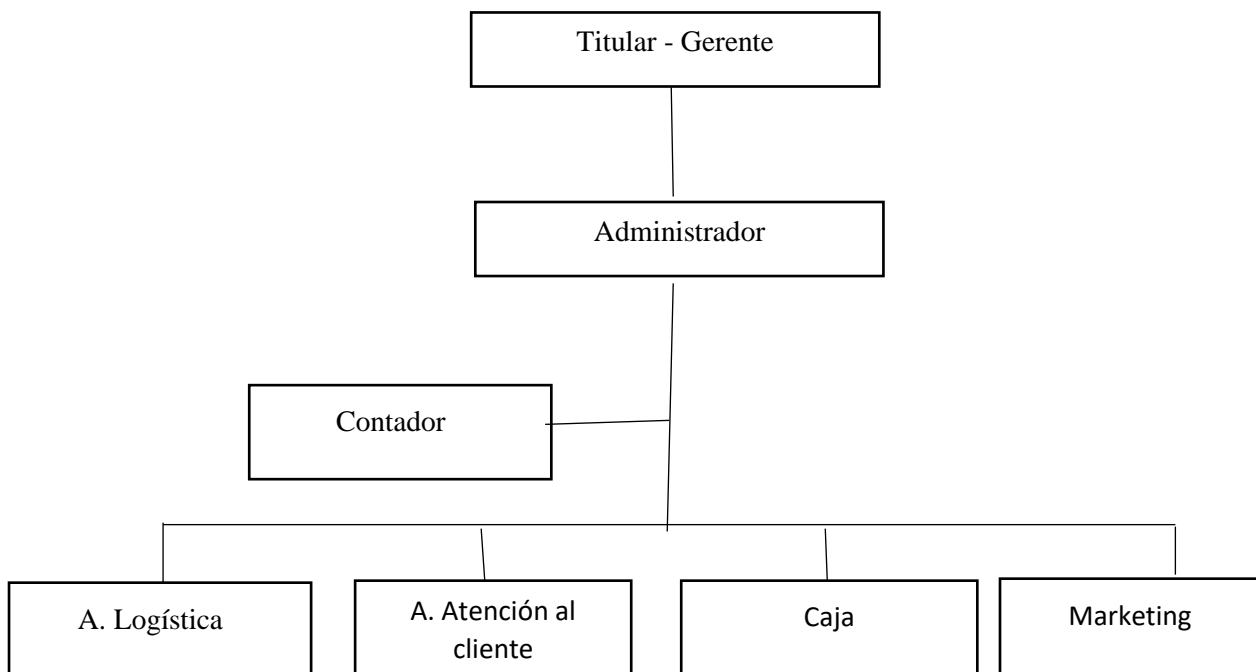 Titular - Gerente
Administrador
Contador
A. Logística
A. Atención al
cliente
Caja
Marketing